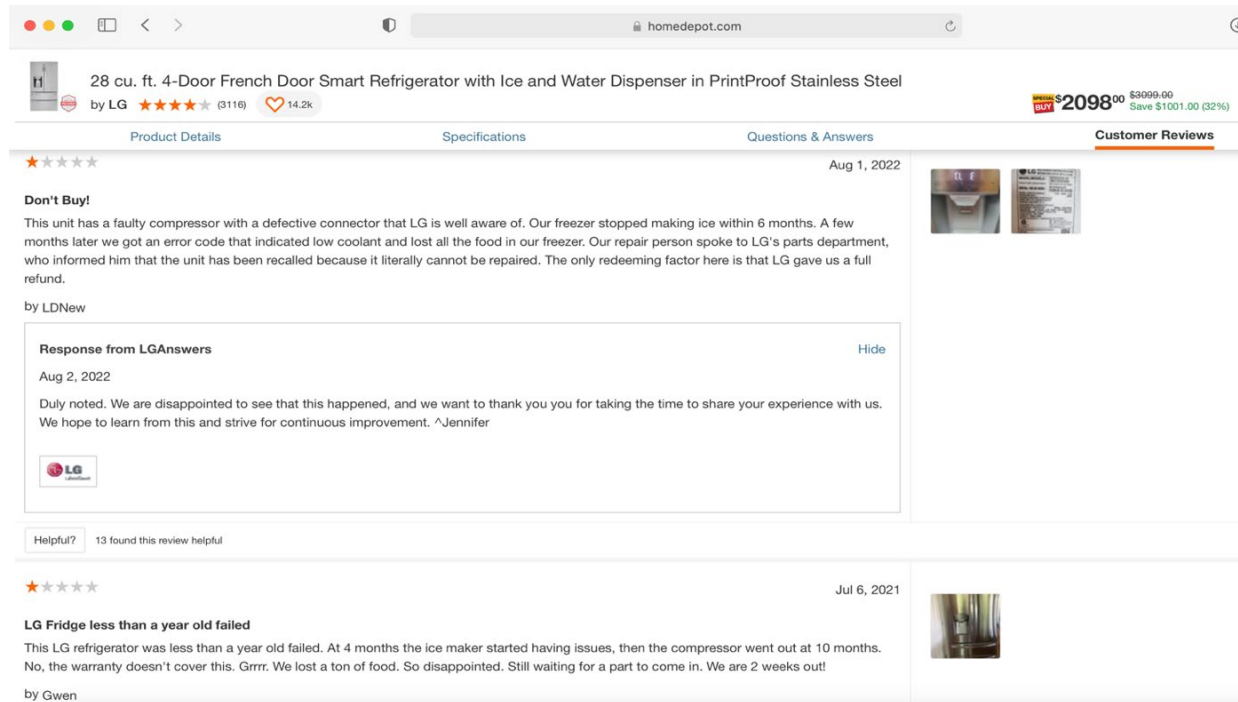 homedepot.com
28 cu. ft. 4-Door French Door Smart Refrigerator with Ice and Water Dispenser in PrintProof Stainless Steel
by LG (3116) 14.2k
SPECIAL BUY $2098 00 $3099.00
Save $1001.00 (32%)
Product Details Specifications Questions & Answers Customer Reviews
Aug 1, 2022
Don't Buy!
This unit has a faulty compressor with a defective connector that LG is well aware of. Our freezer stopped making ice within 6 months. A few
months later we got an error code that indicated low coolant and lost all the food in our freezer. Our repair person spoke to LG's parts department,
who informed him that the unit has been recalled because it literally cannot be repaired. The only redeeming factor here is that LG gave us a full
refund.
by LDNew
Response from LGAnswers Hide
Aug 2, 2022
Duly noted. We are disappointed to see that this happened, and we want to thank you you for taking the time to share your experience with us.
We hope to learn from this and strive for continuous improvement. ^Jennifer
LG
Helpful? 13 found this review helpful
Jul 6, 2021
LG Fridge less than a year old failed
This LG refrigerator was less than a year old failed. At 4 months the ice maker started having issues, then the compressor went out at 10 months.
No, the warranty doesn't cover this. Grrrr. We lost a ton of food. So disappointed. Still waiting for a part to come in. We are 2 weeks out!
by Gwen